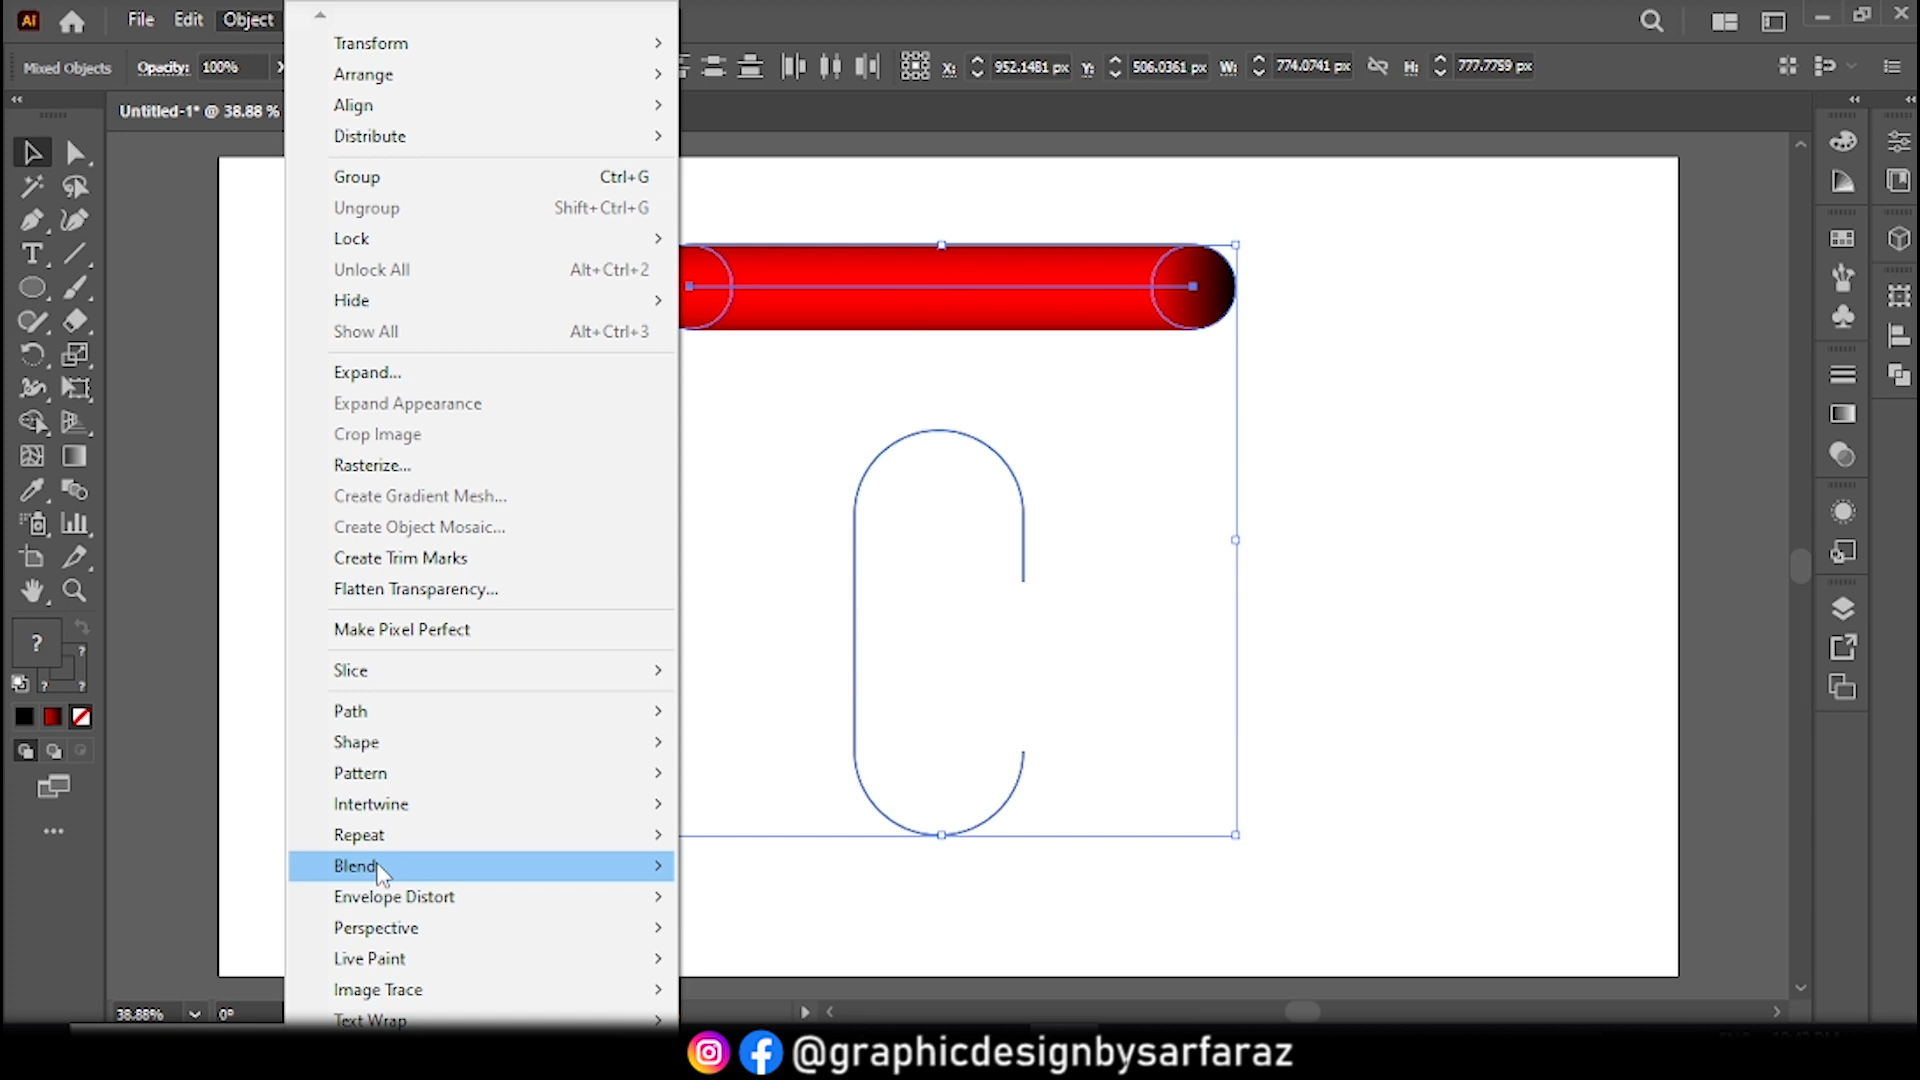 Ai File Edit Object
Mixed Objects Opacity: 100% X: 952.1481 px Y: 506.0361 px W: 774.0741 px H: 777.7759 px
Untitled-1* @ 38.88 %
Transform
Arrange
Align
Distribute
Group Ctrl+G
Ungroup Shift+Ctrl+G
Lock
Unlock All Alt+Ctrl+2
Hide
Show All Alt+Ctrl+3
Expand...
Expand Appearance
Crop Image
Rasterize...
Create Gradient Mesh...
Create Object Mosaic...
Create Trim Marks
Flatten Transparency...
Make Pixel Perfect
Slice
Path
Shape
Pattern
Intertwine
Repeat
Blend
Envelope Distort
Perspective
Live Paint
Image Trace
Text Wrap
38.88% 0°
@graphicdesignbysarfaraz